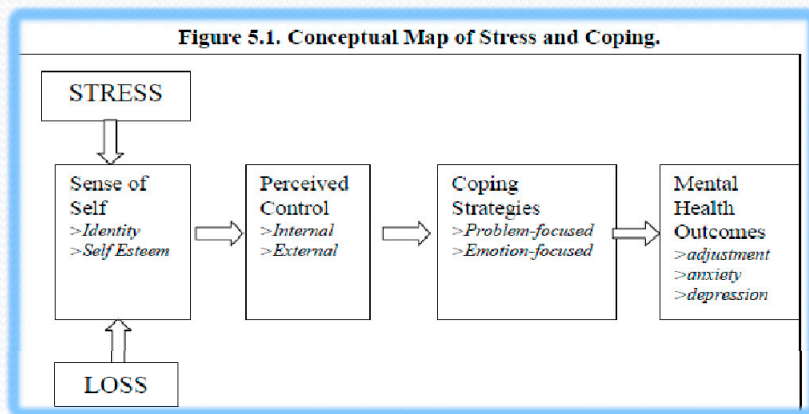 Figure 5.1. Conceptual Map of Stress and Coping.
STRESS
Sense of
Self
>Identity
>Self Esteem
Perceived
Control
>Internal
>External
Coping
Strategies
>Problem-focused
>Emotion-focused
Mental
Health
Outcomes
>adjustment
>anxiety
>depression
LOSS